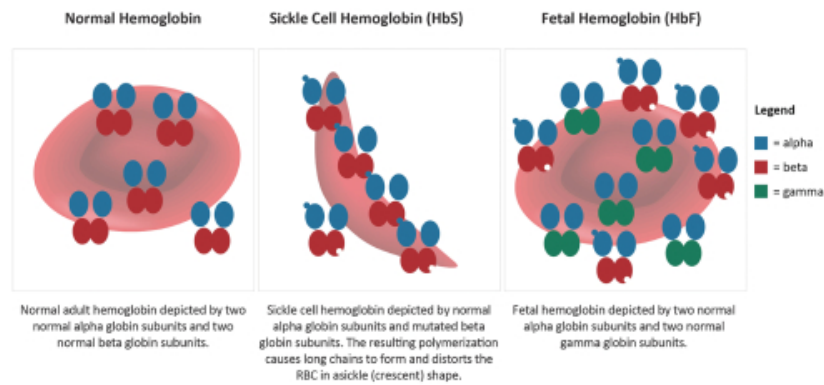 Normal Hemoglobin
Sickle Cell Hemoglobin (HbS)
Fetal Hemoglobin (HbF)
Legend
= alpha
= beta
= gamma
Normal adult hemoglobin depicted by two
normal alpha globin subunits and two
normal beta globin subunits.
Sickle cell hemoglobin depicted by normal
alpha globin subunits and mutated beta
globin subunits. The resulting polymerization
causes long chains to form and distorts the
RBC in asickle (crescent) shape.
Fetal hemoglobin depicted by two normal
alpha globin subunits and two normal
gamma globin subunits.